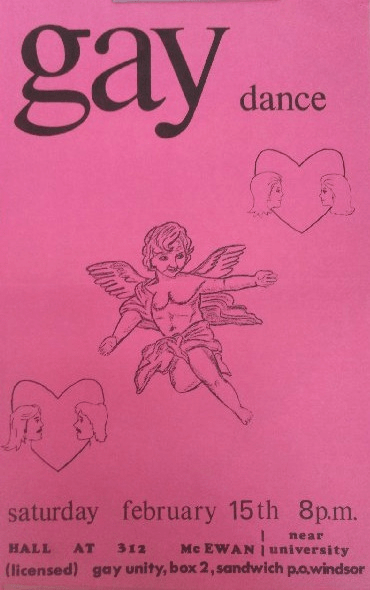 gay dance
saturday february 15th 8p.m.
HALL AT 312 McEWAN | near university
(licensed) gay unity, box 2, sandwich p.o, windsor